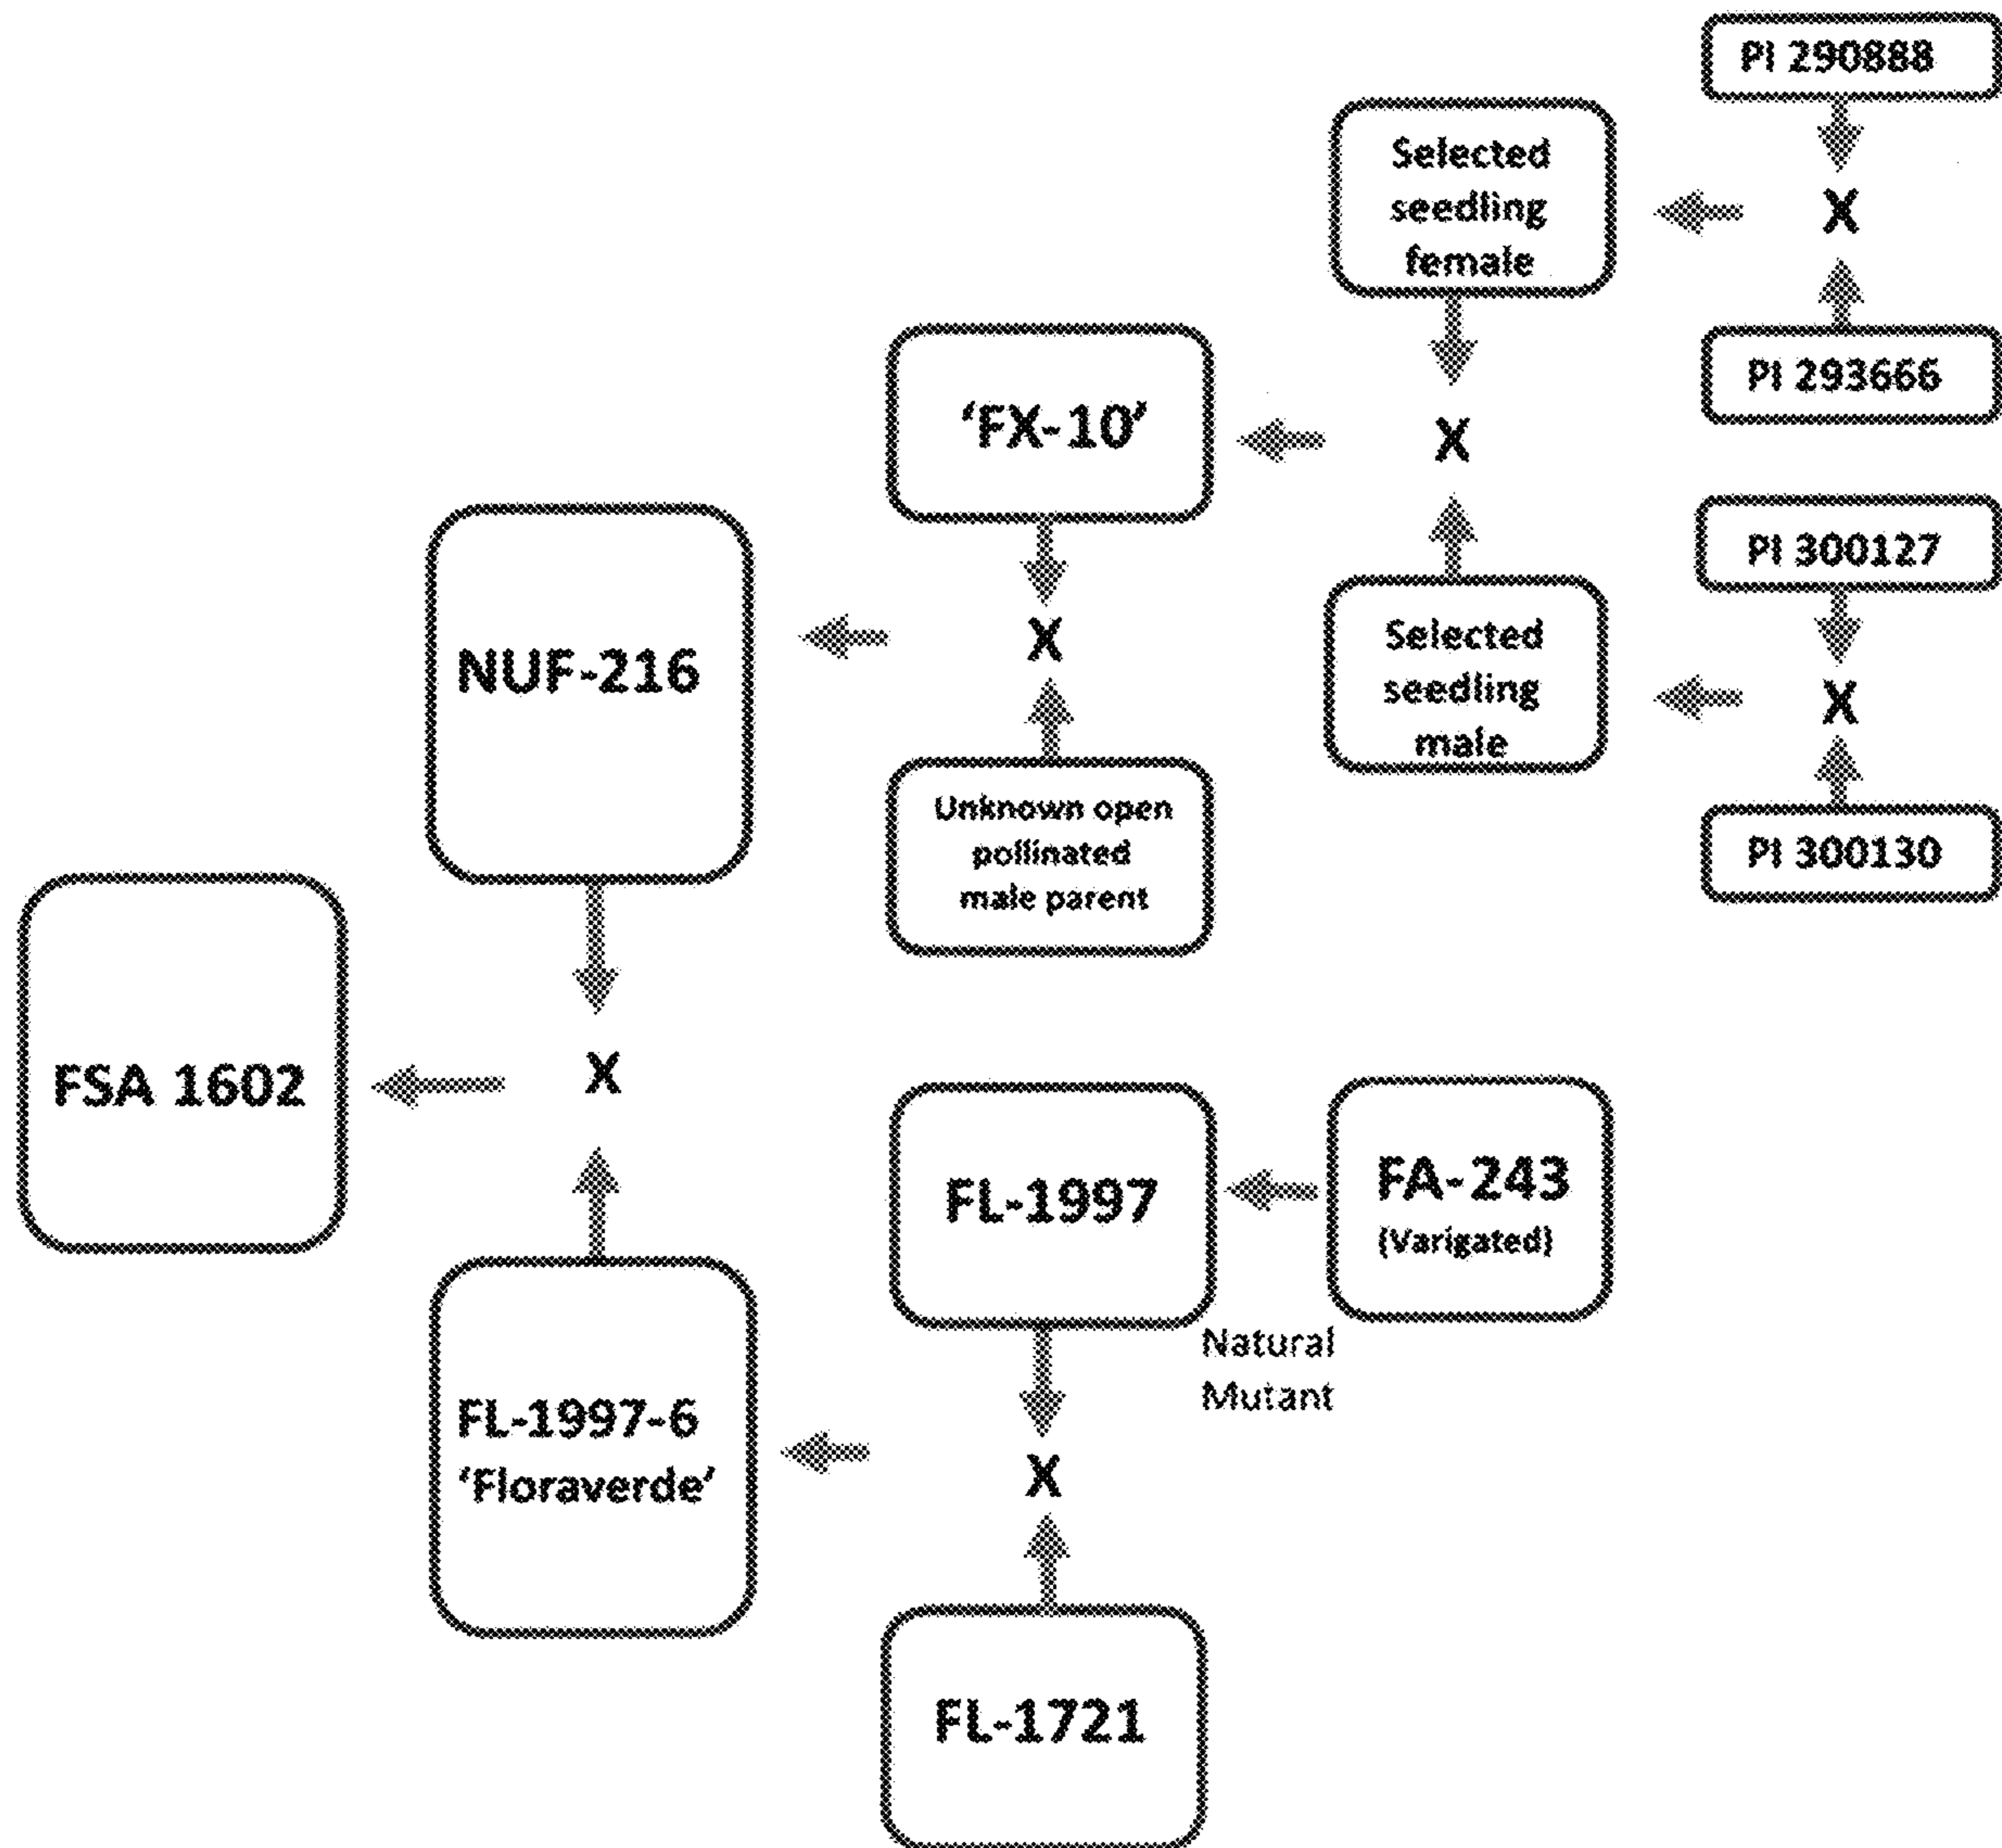 PI 290888
Selected
seedling
female
X
PI 293666
'FX-10'
X
PI 300127
NUF-216
X
Selected
seedling
male
X
Unknown open
pollinated
male parent
PI 300130
FSA 1602
X
FL-1997
FA-243
(Varigated)
Natural
Mutant
FL-1997-6
'Floraverde'
X
FL-1721